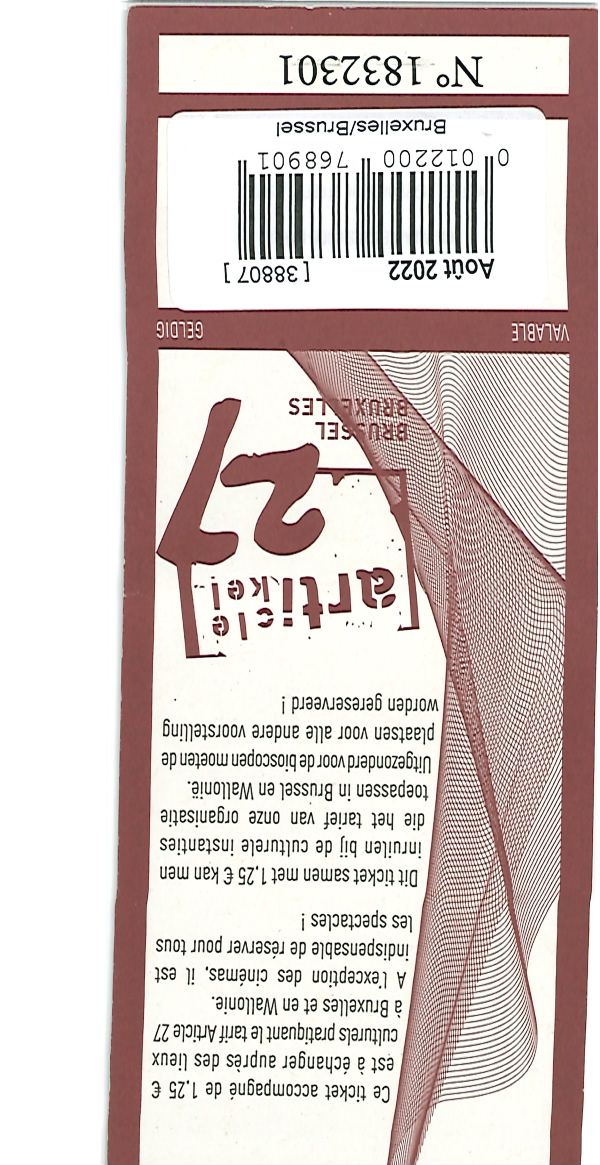 Ce ticket accompagné de 1,25 €
est à échanger auprès des lieux
culturels pratiquant le tarif Article 27
à Bruxelles et en Wallonie.
A l'exception des cinémas, il est
indispensable de réserver pour tous
les spectacles !
Dit ticket samen met 1,25 € kan men
inruilen bij de culturele instanties
die het tarief van onze organisatie
toepassen in Brussel en Wallonië.
Uitgezonderd voor de bioscopen moeten de
plaatsen voor alle andere voorstelling
worden gereserveerd !
[article
ikel
27
BRUSSEL
BRUXELLES
VALABLE GELDIG
Août 2022 [38807]
0 012200 768901
Bruxelles/Brussel
N° 1832301